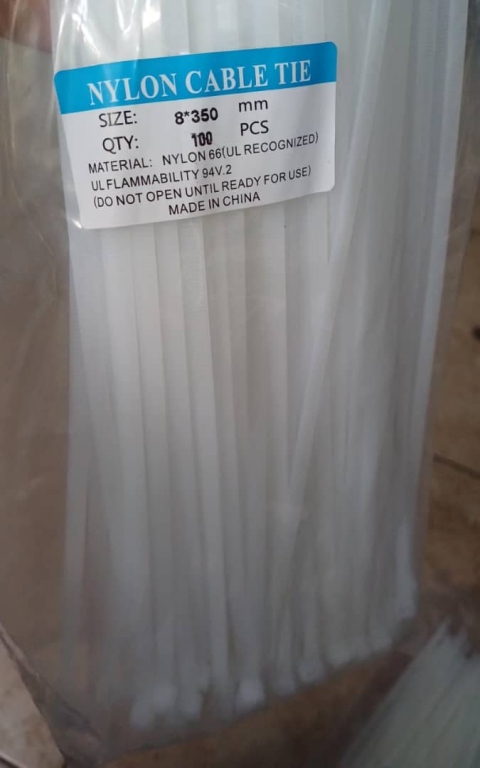 NYLON CABLE TIE
SIZE: 8*350 mm
QTY: 100 PCS
MATERIAL: NYLON 66(UL RECOGNIZED)
UL FLAMMABILITY 94V.2
(DO NOT OPEN UNTIL READY FOR USE)
MADE IN CHINA